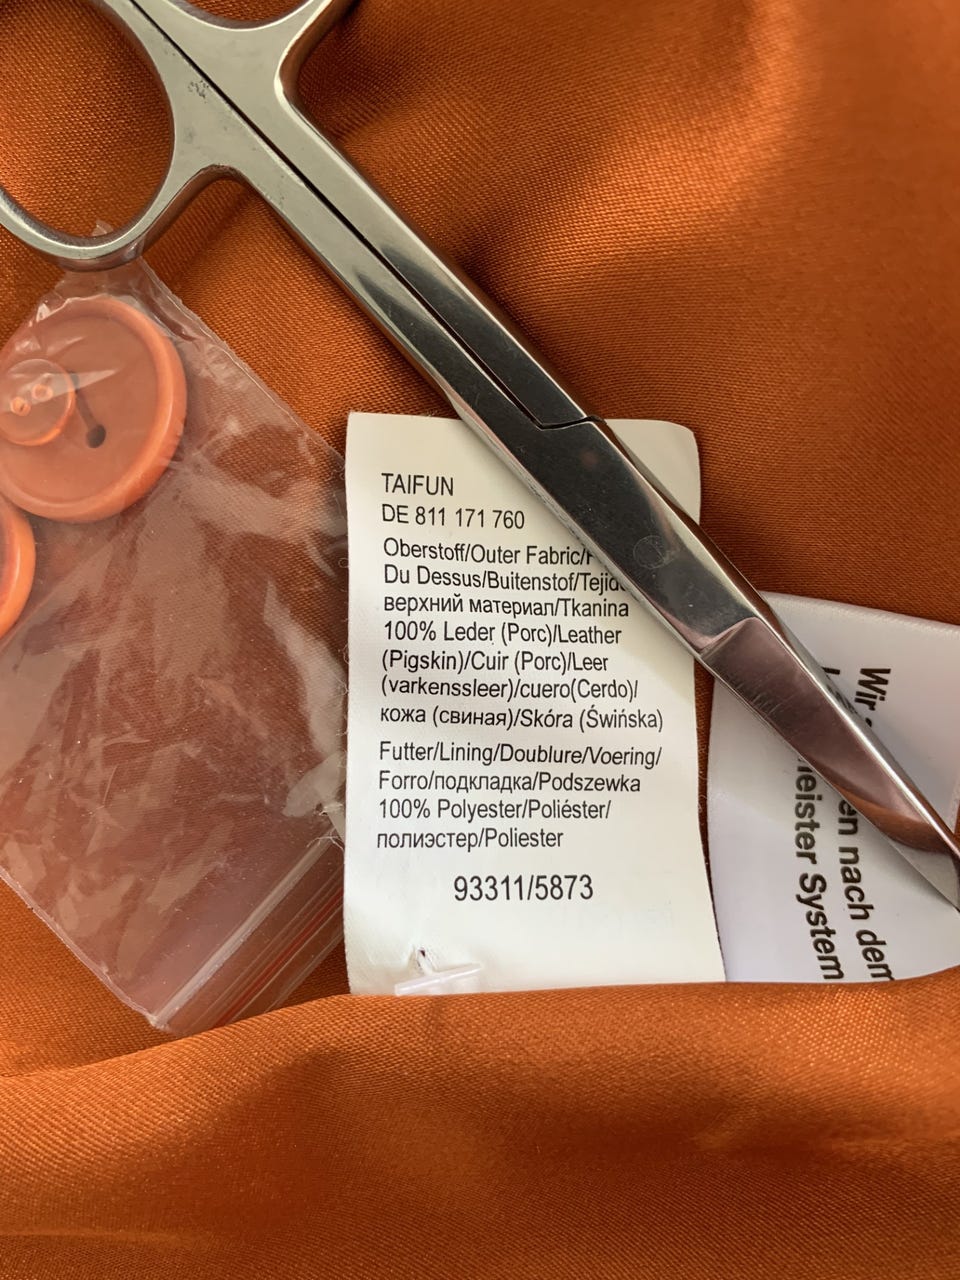 TAIFUN
DE 811 171 760
Oberstoff/Outer Fabric/
Du Dessus/Buitenstof/
верхний материал/Tkanina
100% Leder (Porc)/Leather
(Pigskin)/Cuir (Porc)/Leer
(varkenssleer)/cuero(Cerdo)/
кожа (свиная)/Skóra (Świńska)
Futter/Lining/Doublure/Voering/
Forro/подкладка/Podszewka
100% Polyester/Poliéster/
полиэстер/Poliester
93311/5873
Wir
en nach dem
eister System